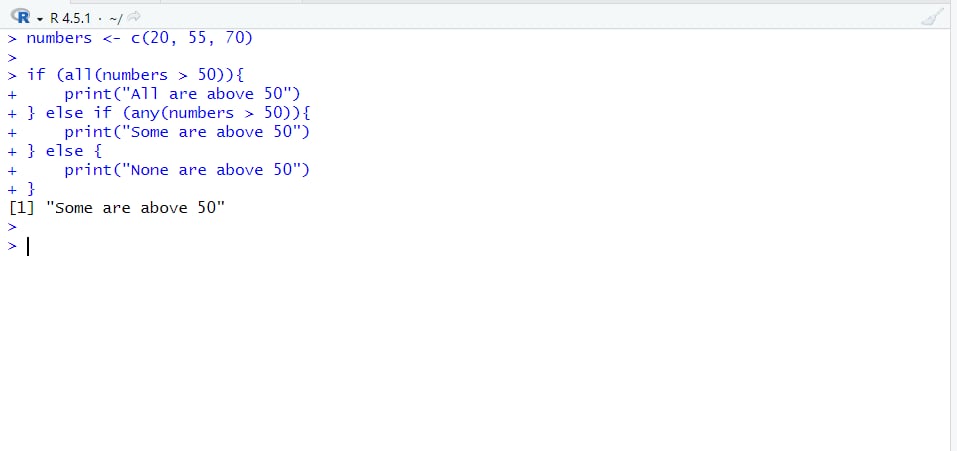 R R 4.5.1 · ~/
> numbers <- c(20, 55, 70)
>
> if (all(numbers > 50)){
+     print("All are above 50")
+ } else if (any(numbers > 50)){
+     print("Some are above 50")
+ } else {
+     print("None are above 50")
+ }
[1] "Some are above 50"
>
>